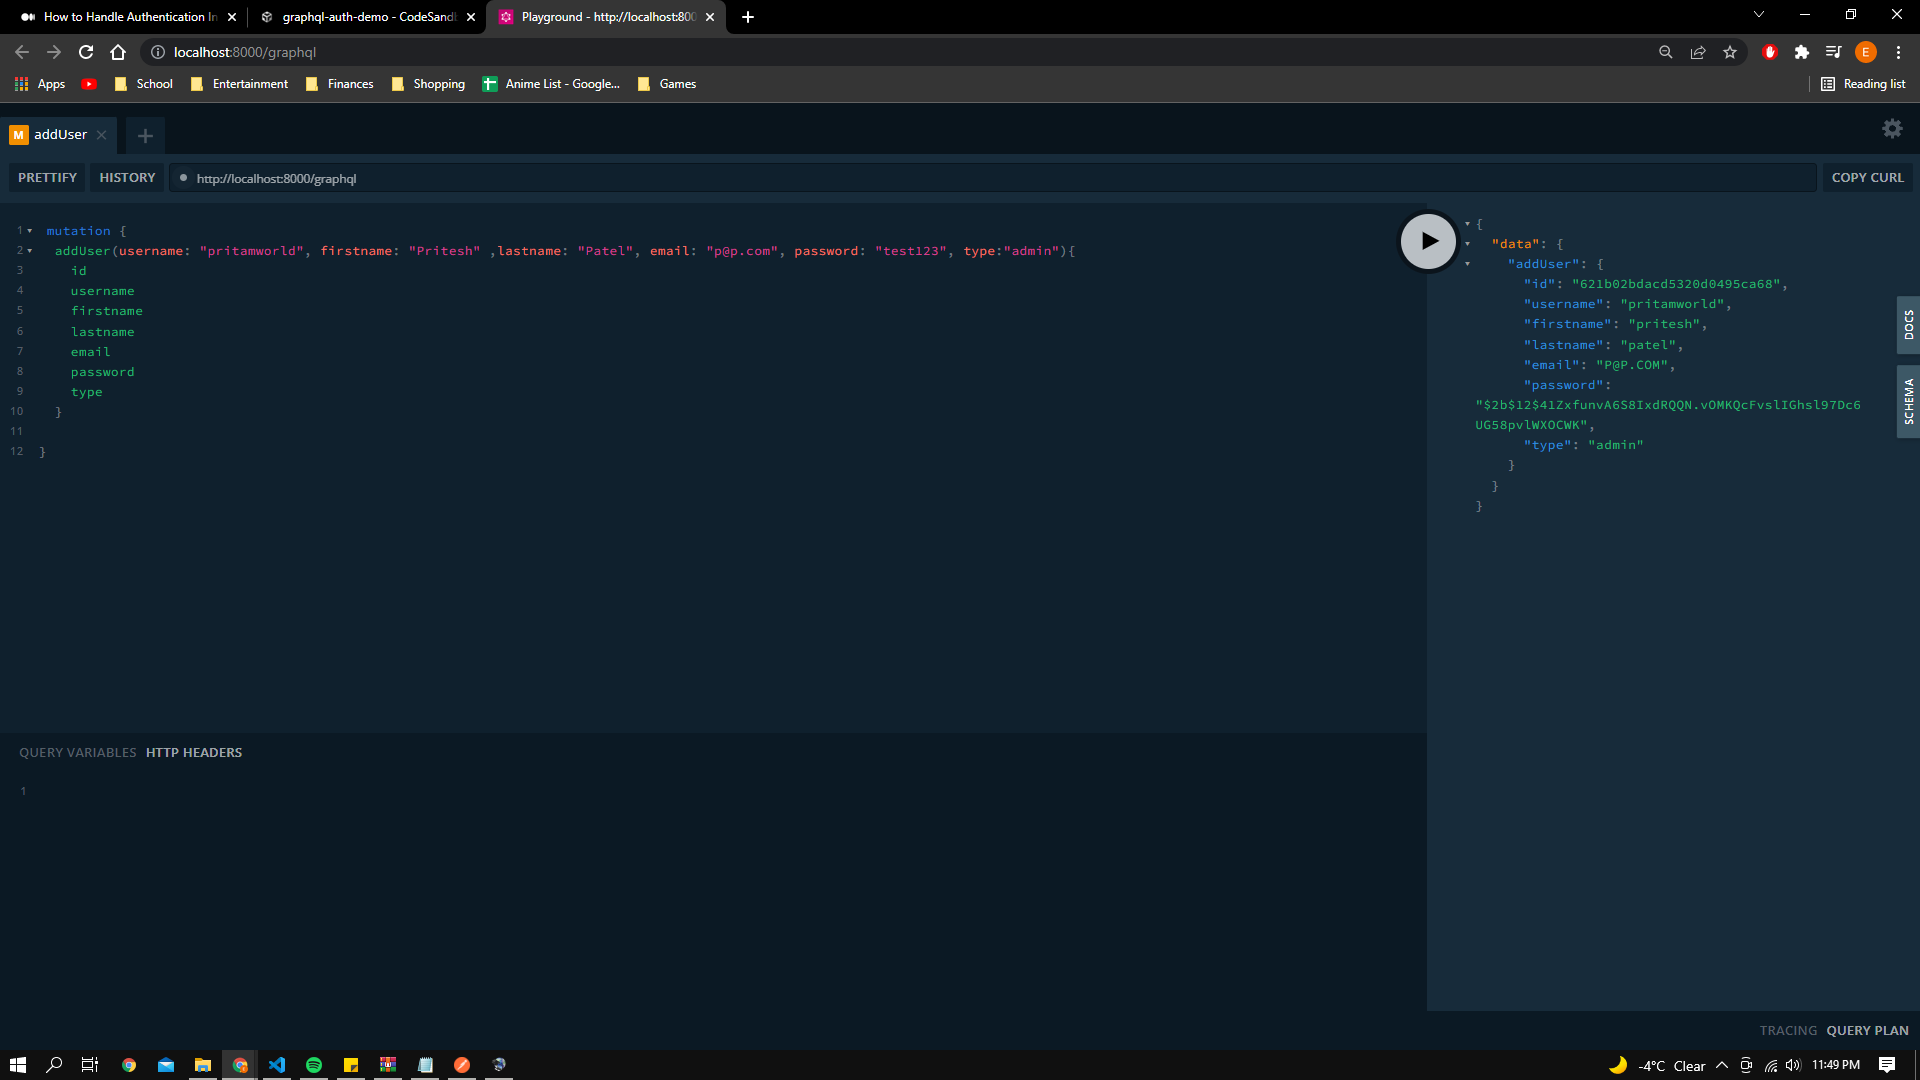 How to Handle Authentication In
graphql-auth-demo - CodeSandb
Playground - http://localhost:800
localhost:8000/graphql
E
Apps
School
Entertainment
Finances
Shopping
Anime List - Google...
Games
Reading list
M addUser
PRETTIFY
HISTORY
http://localhost:8000/graphql
COPY CURL
1 mutation {
2 addUser(username: "pritamworld", firstname: "Pritesh" ,lastname: "Patel", email: "p@p.com", password: "test123", type:"admin"){
3 id
4 username
5 firstname
6 lastname
7 email
8 password
9 type
10 }
11
12 }
{
"data": {
"addUser": {
"id": "621b02bdacd5320d0495ca68",
"username": "pritamworld",
"firstname": "pritesh",
"lastname": "patel",
"email": "P@P.COM",
"password":
"$2b$12$41ZxfunvA6S8IxdRQQN.vOMKQcFvslIGhsl97Dc6
UG58pvlWXOCWK",
"type": "admin"
}
}
}
DOCS
SCHEMA
QUERY VARIABLES
HTTP HEADERS
1
TRACING
QUERY PLAN
-4°C Clear
11:49 PM